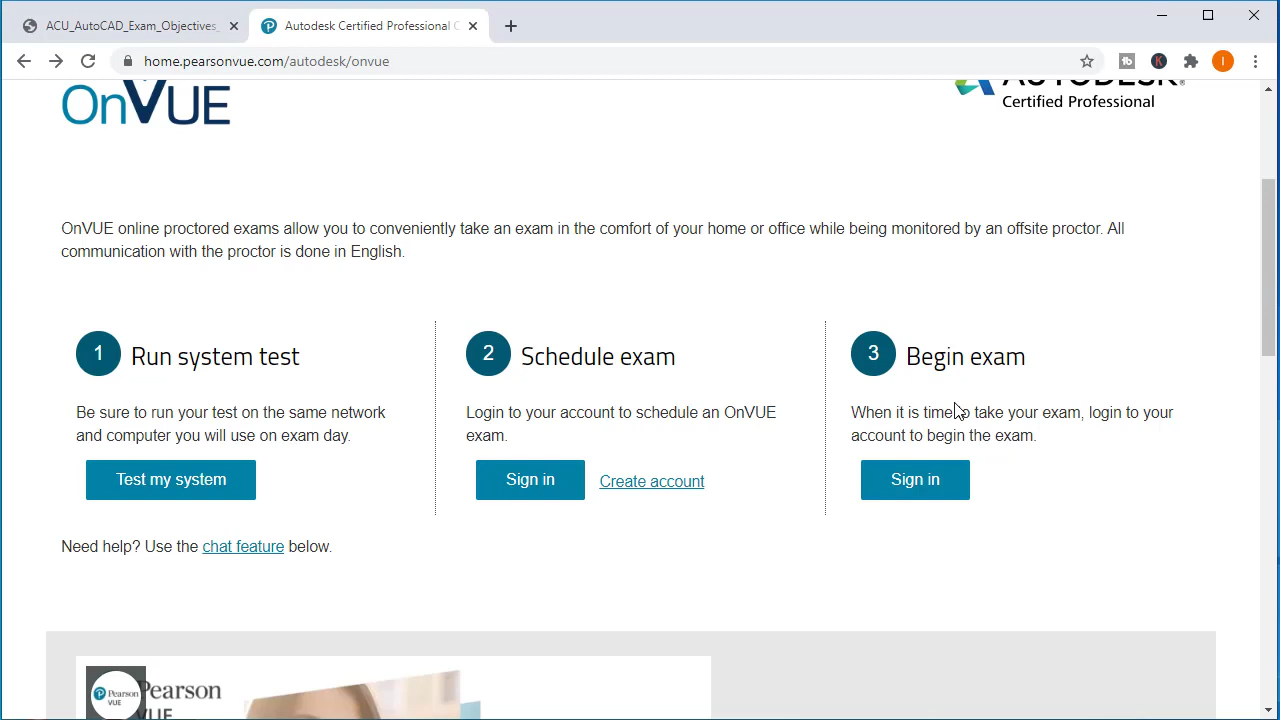 ACU_AutoCAD_Exam_Objectives_
Autodesk Certified Professional C
home.pearsonvue.com/autodesk/onvue
OnVUE
AUTODESK®
Certified Professional
OnVUE online proctored exams allow you to conveniently take an exam in the comfort of your home or office while being monitored by an offsite proctor. All
communication with the proctor is done in English.
1 Run system test
Be sure to run your test on the same network
and computer you will use on exam day.
Test my system
2 Schedule exam
Login to your account to schedule an OnVUE
exam.
Sign in Create account
3 Begin exam
When it is time to take your exam, login to your
account to begin the exam.
Sign in
Need help? Use the chat feature below.
Pearson
VUE
Pearson
VUE